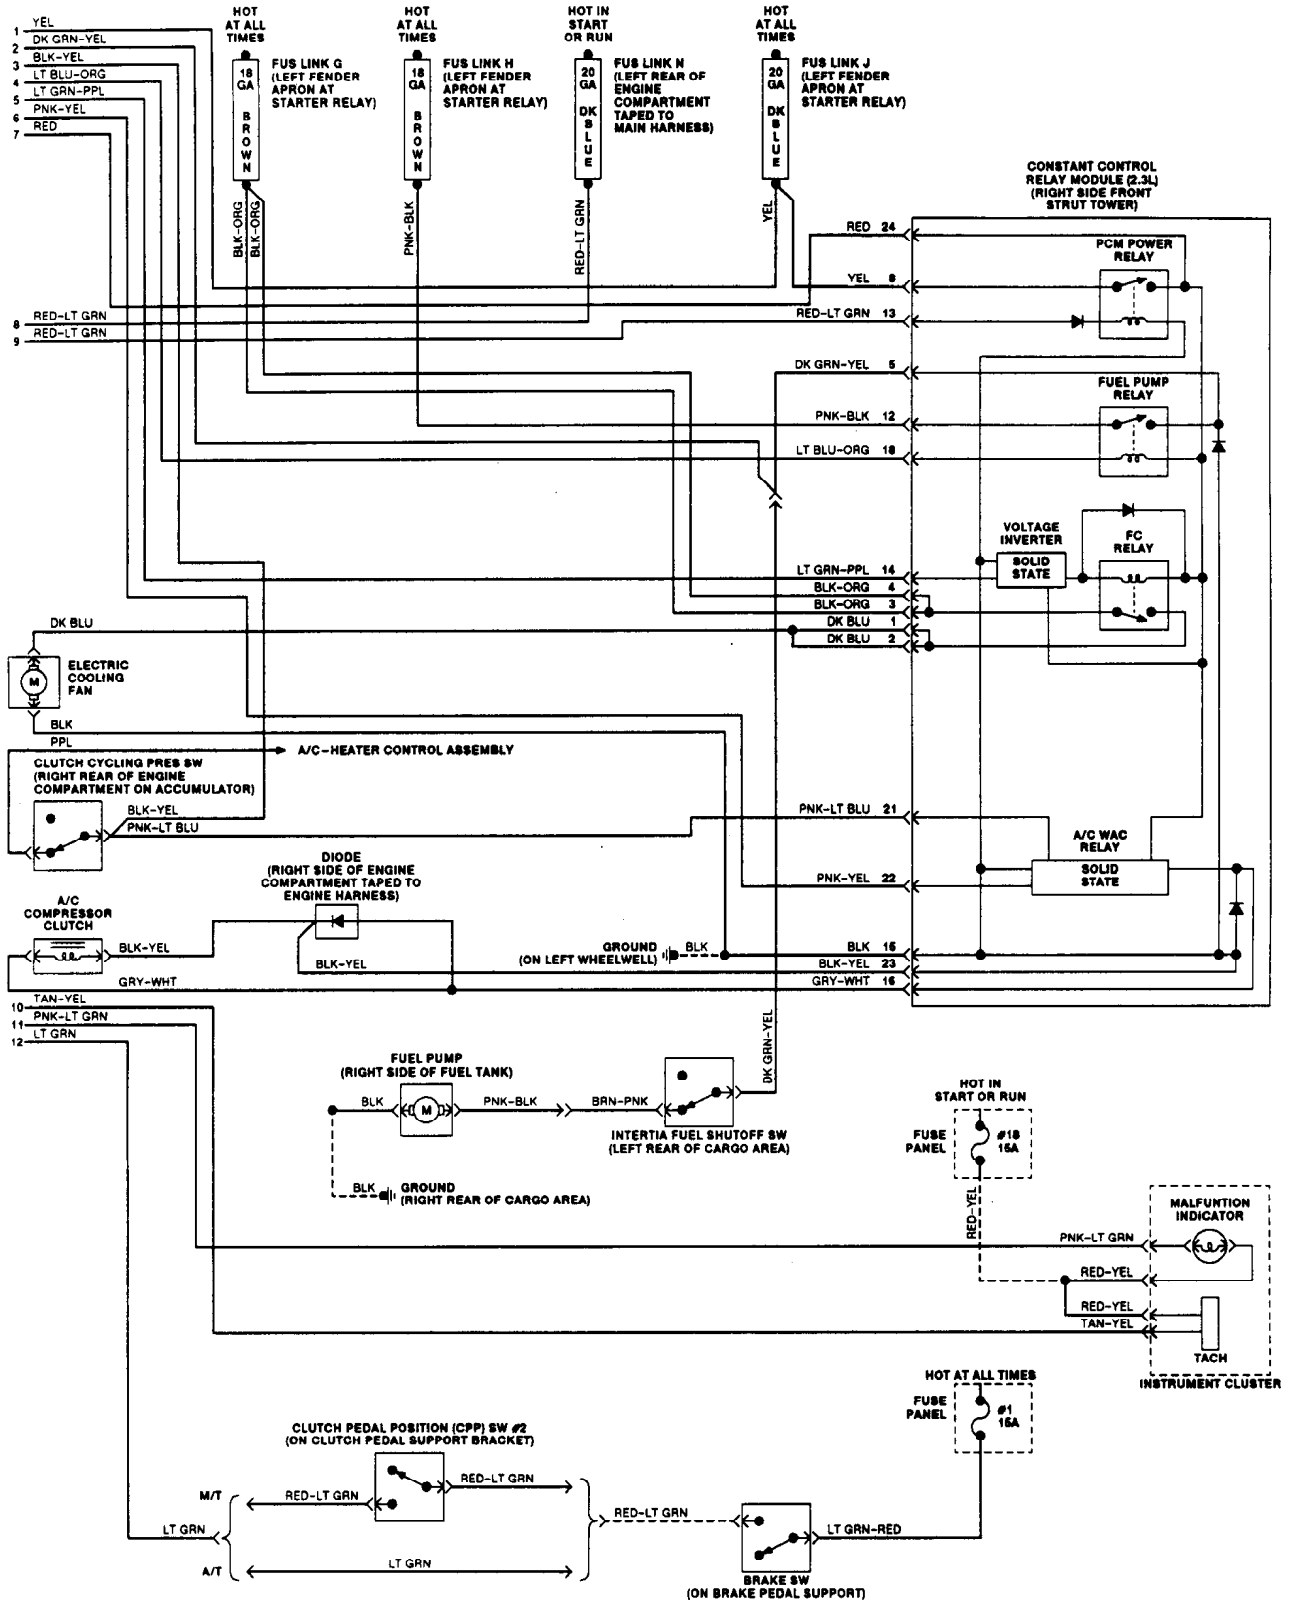 HOT
AT ALL
TIMES
HOT
AT ALL
TIMES
HOT IN
START
OR RUN
HOT
AT ALL
TIMES
1 YEL
2 DK GRN-YEL
3 BLK-YEL
4 LT BLU-ORG
5 LT GRN-PPL
6 PNK-YEL
7 RED
18
GA
BROWN
FUS LINK G
(LEFT FENDER
APRON AT
STARTER RELAY)
18
GA
BROWN
FUS LINK H
(LEFT FENDER
APRON AT
STARTER RELAY)
20
GA
DK
BLUE
FUS LINK N
(LEFT REAR OF
ENGINE
COMPARTMENT
TAPED TO
MAIN HARNESS)
20
GA
DK
BLUE
FUS LINK J
(LEFT FENDER
APRON AT
STARTER RELAY)
BLK-ORG
BLK-ORG
PNK-BLK
RED-LT GRN
YEL
CONSTANT CONTROL
RELAY MODULE (2.3L)
(RIGHT SIDE FRONT
STRUT TOWER)
RED 24
PCM POWER
RELAY
YEL 8
RED-LT GRN 13
8 RED-LT GRN
9 RED-LT GRN
DK GRN-YEL 5
FUEL PUMP
RELAY
PNK-BLK 12
LT BLU-ORG 18
VOLTAGE
INVERTER
SOLID
STATE
FC
RELAY
LT GRN-PPL 14
BLK-ORG 4
BLK-ORG 3
DK BLU 1
DK BLU 2
DK BLU
M
ELECTRIC
COOLING
FAN
BLK
PPL
A/C-HEATER CONTROL ASSEMBLY
CLUTCH CYCLING PRES SW
(RIGHT REAR OF ENGINE
COMPARTMENT ON ACCUMULATOR)
BLK-YEL
PNK-LT BLU
PNK-LT BLU 21
A/C WAC
RELAY
SOLID
STATE
PNK-YEL 22
DIODE
(RIGHT SIDE OF ENGINE
COMPARTMENT TAPED TO
ENGINE HARNESS)
A/C
COMPRESSOR
CLUTCH
BLK-YEL
BLK-YEL
GRY-WHT
GROUND
(ON LEFT WHEELWELL)
BLK
BLK 15
BLK-YEL 23
GRY-WHT 16
10 TAN-YEL
11 PNK-LT GRN
12 LT GRN
DK GRN-YEL
FUEL PUMP
(RIGHT SIDE OF FUEL TANK)
BLK
M
PNK-BLK
BRN-PNK
INERTIA FUEL SHUTOFF SW
(LEFT REAR OF CARGO AREA)
BLK
GROUND
(RIGHT REAR OF CARGO AREA)
HOT IN
START OR RUN
FUSE
PANEL
#18
15A
RED-YEL
MALFUNTION
INDICATOR
PNK-LT GRN
RED-YEL
RED-YEL
TAN-YEL
TACH
INSTRUMENT CLUSTER
HOT AT ALL TIMES
FUSE
PANEL
#1
15A
CLUTCH PEDAL POSITION (CPP) SW #2
(ON CLUTCH PEDAL SUPPORT BRACKET)
M/T
RED-LT GRN
RED-LT GRN
LT GRN
A/T
LT GRN
RED-LT GRN
LT GRN-RED
BRAKE SW
(ON BRAKE PEDAL SUPPORT)